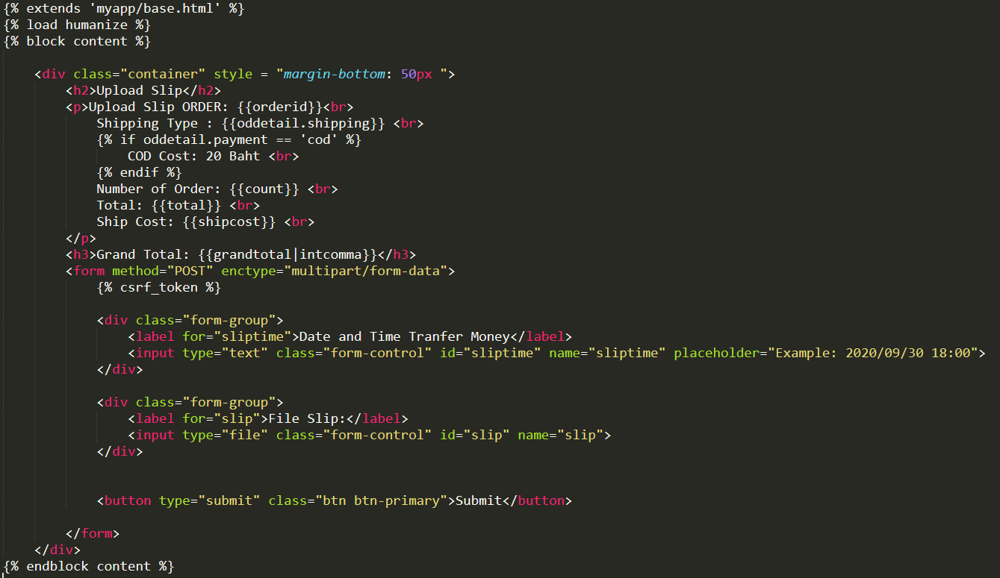 {% extends 'myapp/base.html' %}
{% load humanize %}
{% block content %}
<div class="container" style = "margin-bottom: 50px ">
<h2>Upload Slip</h2>
<p>Upload Slip ORDER: {{orderid}}<br>
Shipping Type : {{oddetail.shipping}} <br>
{% if oddetail.payment == 'cod' %}
COD Cost: 20 Baht <br>
{% endif %}
Number of Order: {{count}} <br>
Total: {{total}} <br>
Ship Cost: {{shipcost}} <br>
</p>
<h3>Grand Total: {{grandtotal|intcomma}}</h3>
<form method="POST" enctype="multipart/form-data">
{% csrf_token %}
<div class="form-group">
<label for="sliptime">Date and Time Tranfer Money</label>
<input type="text" class="form-control" id="sliptime" name="sliptime" placeholder="Example: 2020/09/30 18:00">
</div>
<div class="form-group">
<label for="slip">File Slip:</label>
<input type="file" class="form-control" id="slip" name="slip">
</div>
<button type="submit" class="btn btn-primary">Submit</button>
</form>
</div>
{% endblock content %}